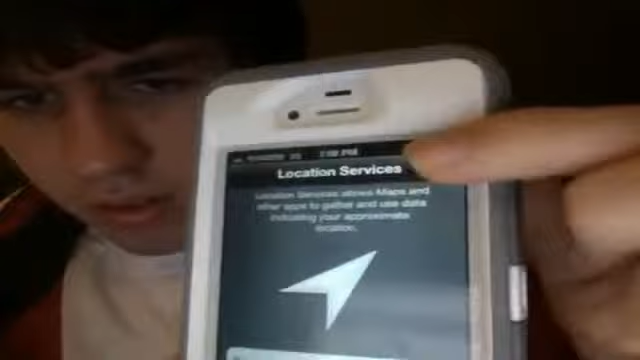 Location Services
Location Services allows Maps and
other apps to gather and use data
indicating your approximate
location.